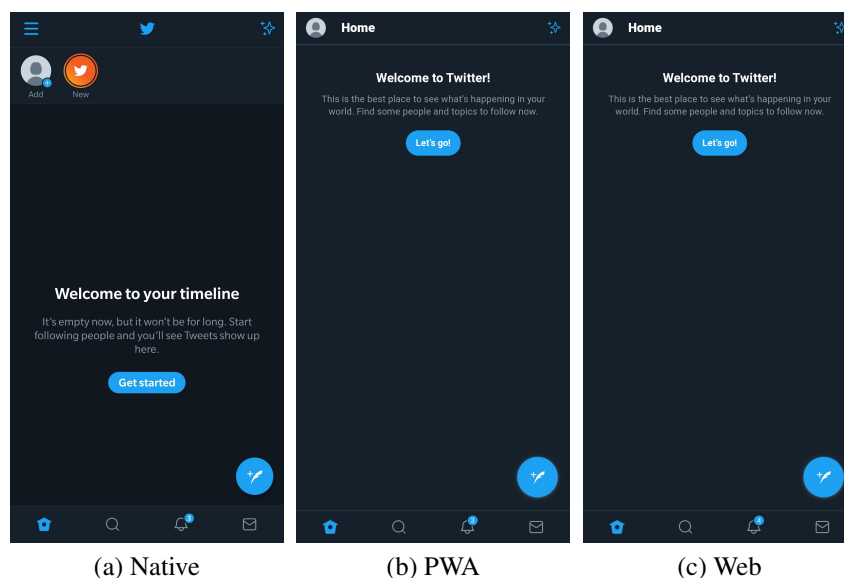 Add
New
Welcome to your timeline
It's empty now, but it won't be for long. Start
following people and you'll see Tweets show up
here.
Get started
3
(a) Native
Home
Welcome to Twitter!
This is the best place to see what's happening in your
world. Find some people and topics to follow now.
Let's go!
3
(b) PWA
Home
Welcome to Twitter!
This is the best place to see what's happening in your
world. Find some people and topics to follow now.
Let's go!
4
(c) Web